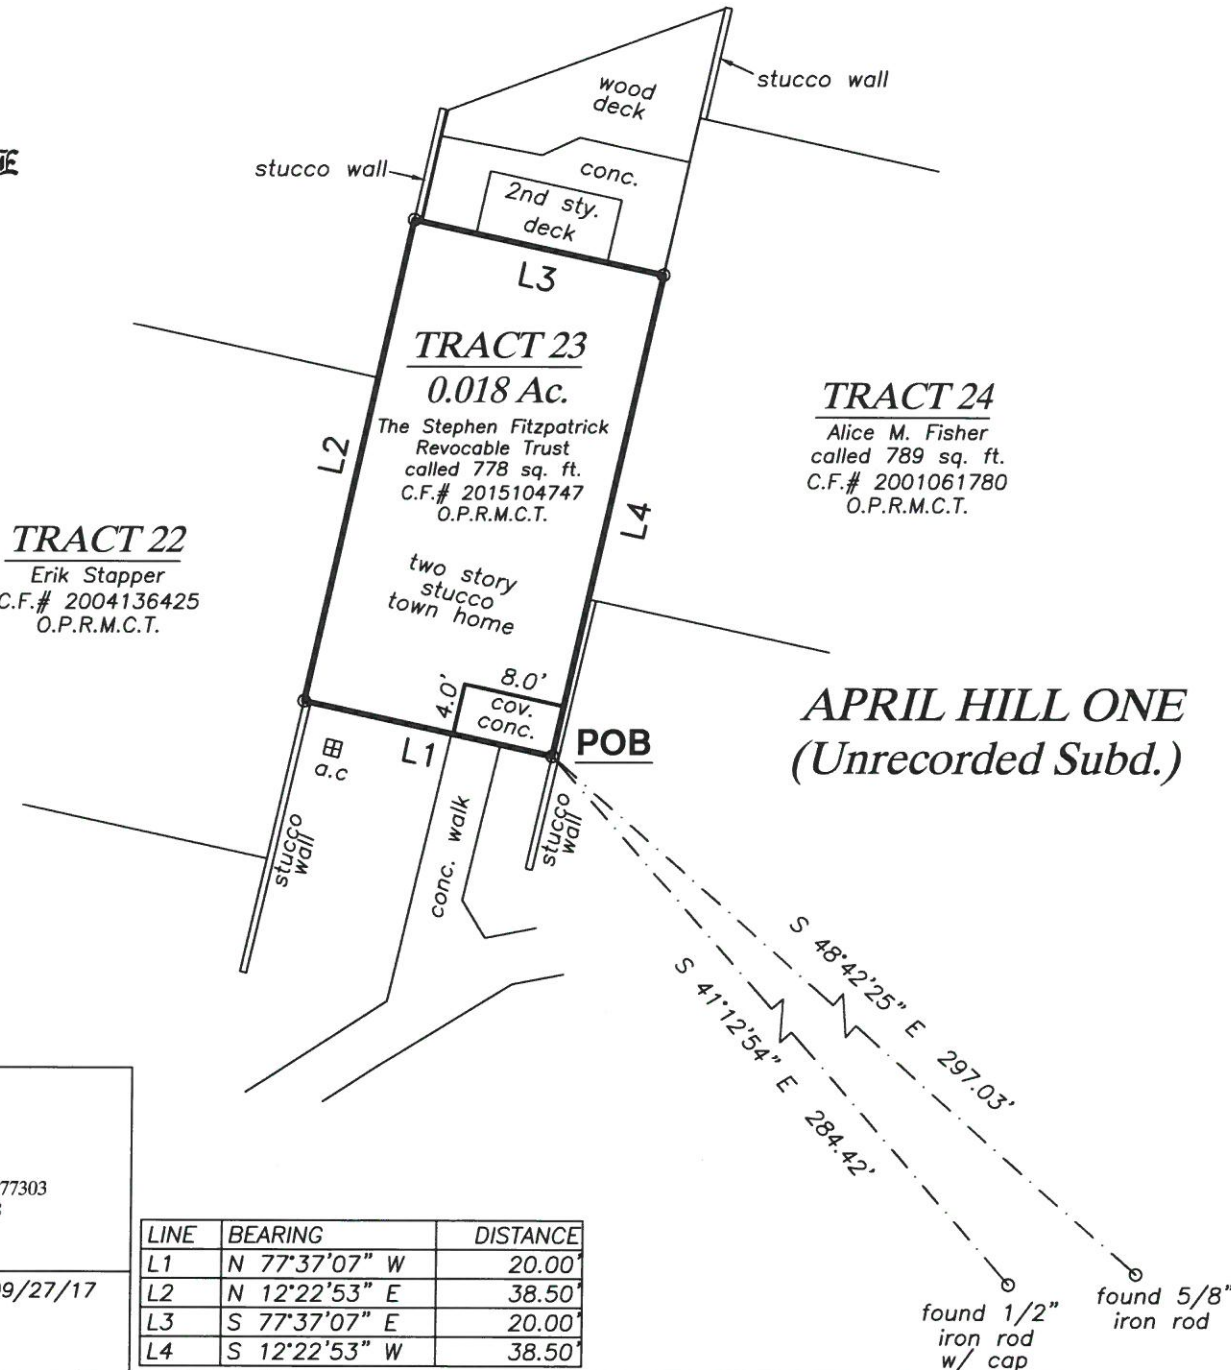 stucco wall
wood
deck
stucco wall
conc.
2nd sty.
deck
L3
TRACT 23
0.018 Ac.
The Stephen Fitzpatrick
Revocable Trust
called 778 sq. ft.
C.F.# 2015104747
O.P.R.M.C.T.
L2
TRACT 24
Alice M. Fisher
called 789 sq. ft.
C.F.# 2001061780
O.P.R.M.C.T.
L4
TRACT 22
Erik Stapper
C.F.# 2004136425
O.P.R.M.C.T.
two story
stucco
town home
4.0'
8.0'
cov.
conc.
L1
POB
a.c
APRIL HILL ONE
(Unrecorded Subd.)
stucco
wall
conc. walk
stucco
wall
S 48°42'25" E 297.03'
S 41°12'54" E 284.42'
found 1/2"
iron rod
w/ cap
found 5/8"
iron rod
77303
09/27/17
LINE BEARING DISTANCE
L1 N 77°37'07" W 20.00'
L2 N 12°22'53" E 38.50'
L3 S 77°37'07" E 20.00'
L4 S 12°22'53" W 38.50'